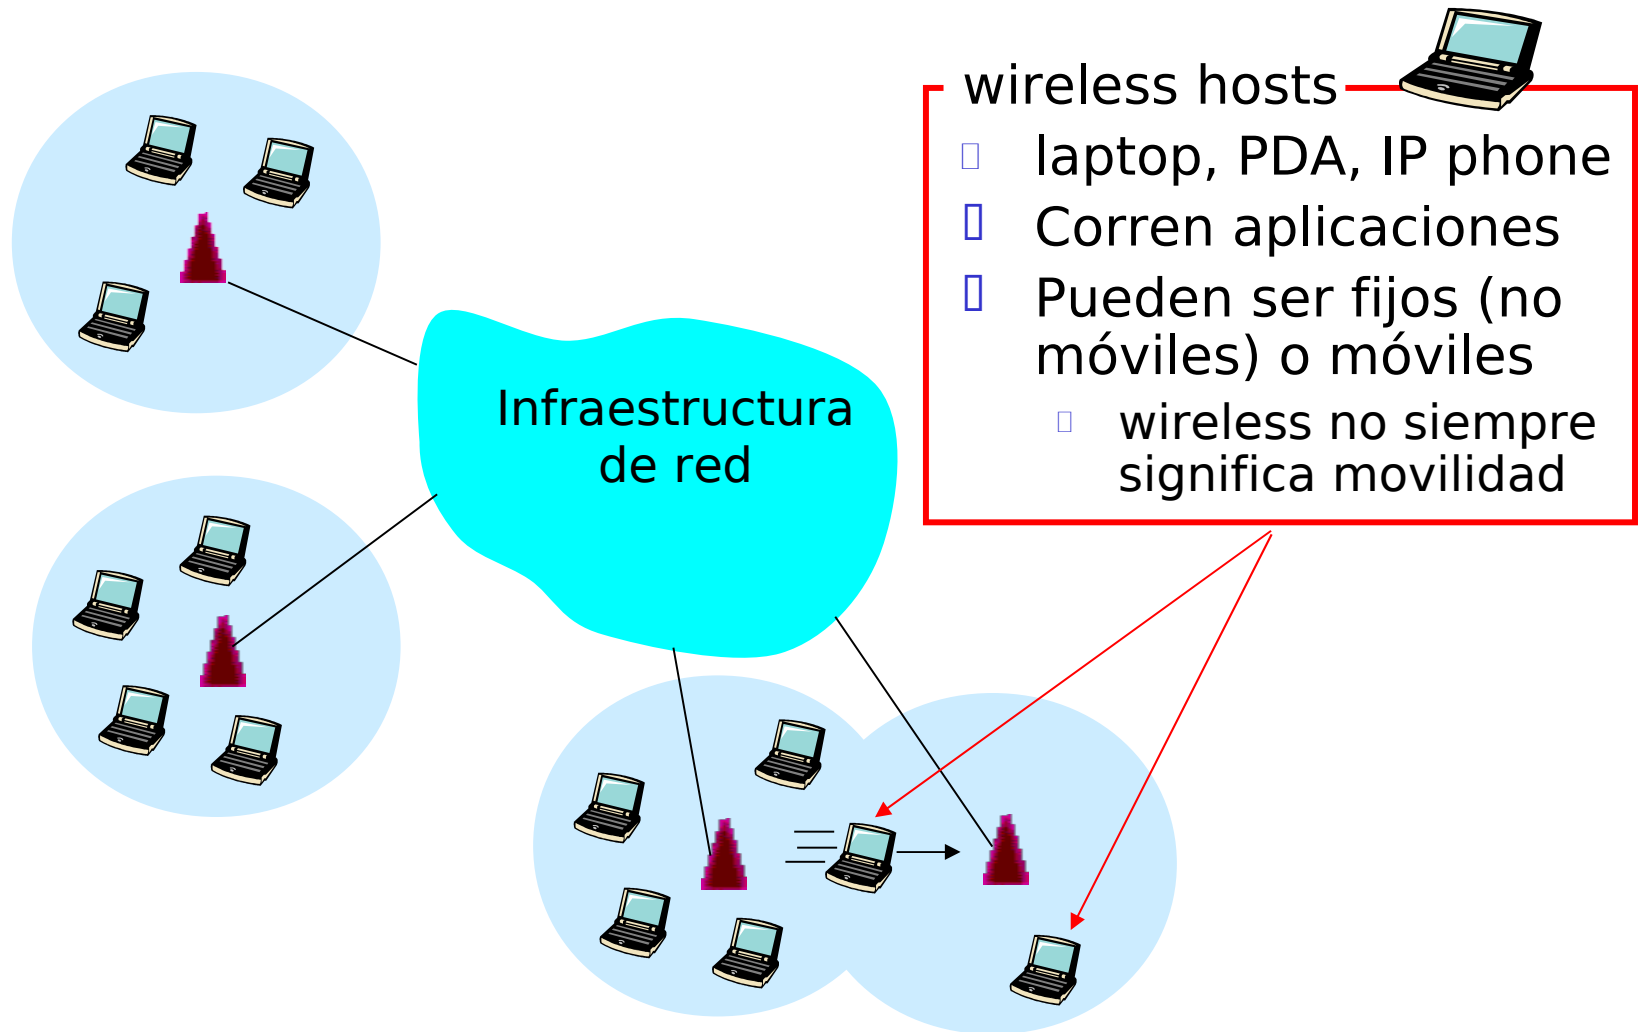 wireless hosts
laptop, PDA, IP phone
Corren aplicaciones
Pueden ser fijos (no
móviles) o móviles
wireless no siempre
significa movilidad
Infraestructura
de red